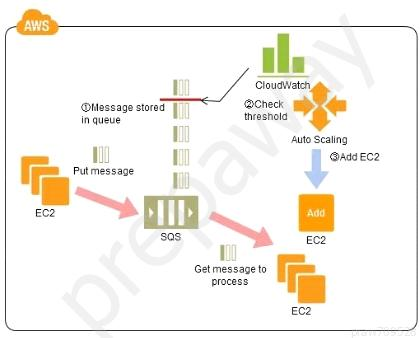 AWS
CloudWatch
①Message stored
in queue
②Check
threshold
Auto Scaling
③Add EC2
Put message
EC2
SQS
Add
EC2
Get message to
process
EC2
prepaway